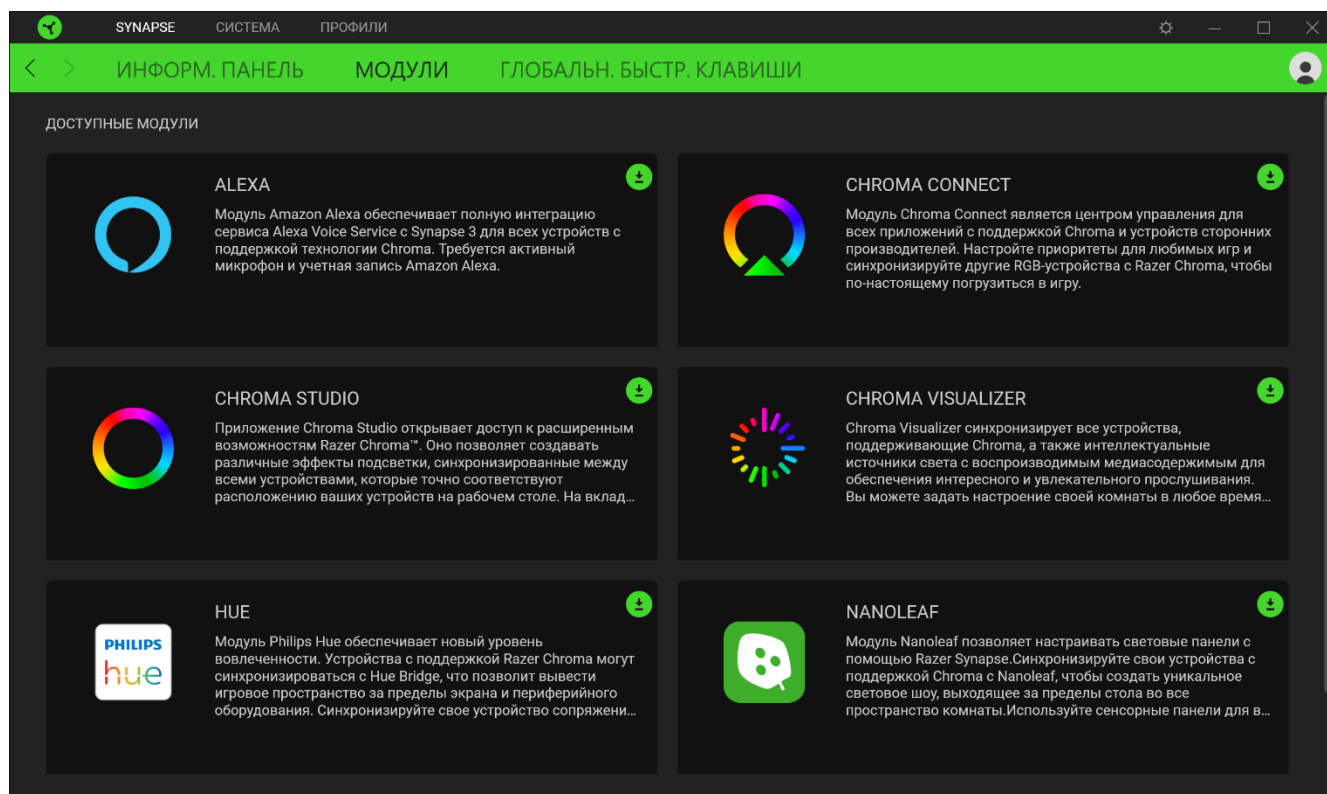 SYNAPSE СИСТЕМА ПРОФИЛИ
ИНФОРМ. ПАНЕЛЬ МОДУЛИ ГЛОБАЛЬН. БЫСТР. КЛАВИШИ
ДОСТУПНЫЕ МОДУЛИ
ALEXA
Модуль Amazon Alexa обеспечивает полную интеграцию
сервиса Alexa Voice Service с Synapse 3 для всех устройств с
поддержкой технологии Chroma. Требуется активный
микрофон и учетная запись Amazon Alexa.
CHROMA CONNECT
Модуль Chroma Connect является центром управления для
всех приложений с поддержкой Chroma и устройств сторонних
производителей. Настройте приоритеты для любимых игр и
синхронизируйте другие RGB-устройства с Razer Chroma, чтобы
по-настоящему погрузиться в игру.
CHROMA STUDIO
Приложение Chroma Studio открывает доступ к расширенным
возможностям Razer Chroma™. Оно позволяет создавать
различные эффекты подсветки, синхронизированные между
всеми устройствами, которые точно соответствуют
расположению ваших устройств на рабочем столе. На вклад...
CHROMA VISUALIZER
Chroma Visualizer синхронизирует все устройства,
поддерживающие Chroma, а также интеллектуальные
источники света с воспроизводимым медиасодержимым для
обеспечения интересного и увлекательного прослушивания.
Вы можете задать настроение своей комнаты в любое время...
PHILIPS
hue
HUE
Модуль Philips Hue обеспечивает новый уровень
вовлеченности. Устройства с поддержкой Razer Chroma могут
синхронизироваться с Hue Bridge, что позволит вывести
игровое пространство за пределы экрана и периферийного
оборудования. Синхронизируйте свое устройство сопряжени...
NANOLEAF
Модуль Nanoleaf позволяет настраивать световые панели с
помощью Razer Synapse.Синхронизируйте свои устройства с
поддержкой Chroma с Nanoleaf, чтобы создать уникальное
световое шоу, выходящее за пределы стола во все
пространство комнаты.Используйте сенсорные панели для в...